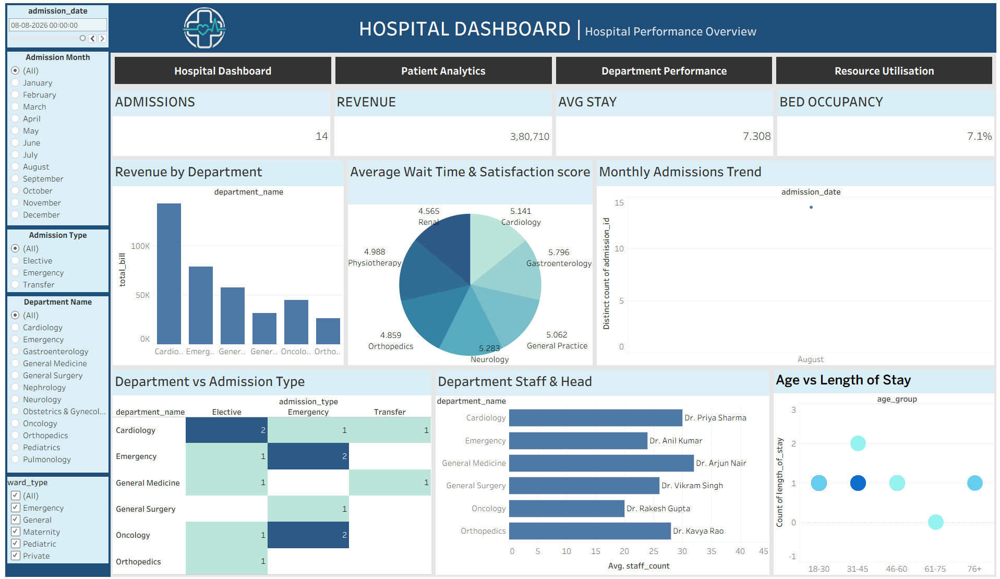 admission_date
08-08-2026 00:00:00
Admission Month
(All)
January
February
March
April
May
June
July
August
September
October
November
December
Admission Type
(All)
Elective
Emergency
Transfer
Department Name
(All)
Cardiology
Emergency
Gastroenterology
General Medicine
General Surgery
Nephrology
Neurology
Obstetrics & Gynecol...
Oncology
Orthopedics
Pediatrics
Pulmonology
ward_type
(All)
Emergency
General
Maternity
Pediatric
Private
HOSPITAL DASHBOARD | Hospital Performance Overview
Hospital Dashboard
Patient Analytics
Department Performance
Resource Utilisation
ADMISSIONS
14
REVENUE
3,80,710
AVG STAY
7.308
BED OCCUPANCY
7.1%
Revenue by Department
department_name
total_bill
100K
50K
0K
Cardio.. Emerg.. Gener.. Gener.. Oncolo.. Ortho..
Average Wait Time & Satisfaction score
4.565
Renal
5.141
Cardiology
4.988
Physiotherapy
5.796
Gastroenterology
4.859
Orthopedics
5.062
General Practice
5.283
Neurology
Monthly Admissions Trend
admission_date
Distinct count of admission_id
15
10
5
0
August
Department vs Admission Type
admission_type
department_name Elective Emergency Transfer
Cardiology 2 1 1
Emergency 1 2
General Medicine 1 1
General Surgery 1
Oncology 1 2
Orthopedics 1
Department Staff & Head
department_name
Cardiology Dr. Priya Sharma
Emergency Dr. Anil Kumar
General Medicine Dr. Arjun Nair
General Surgery Dr. Vikram Singh
Oncology Dr. Rakesh Gupta
Orthopedics Dr. Kavya Rao
0 5 10 15 20 25 30 35 40 45
Avg. staff_count
Age vs Length of Stay
age_group
Count of length_of_stay
3
2
1
0
-1
18-30 31-45 46-60 61-75 76+